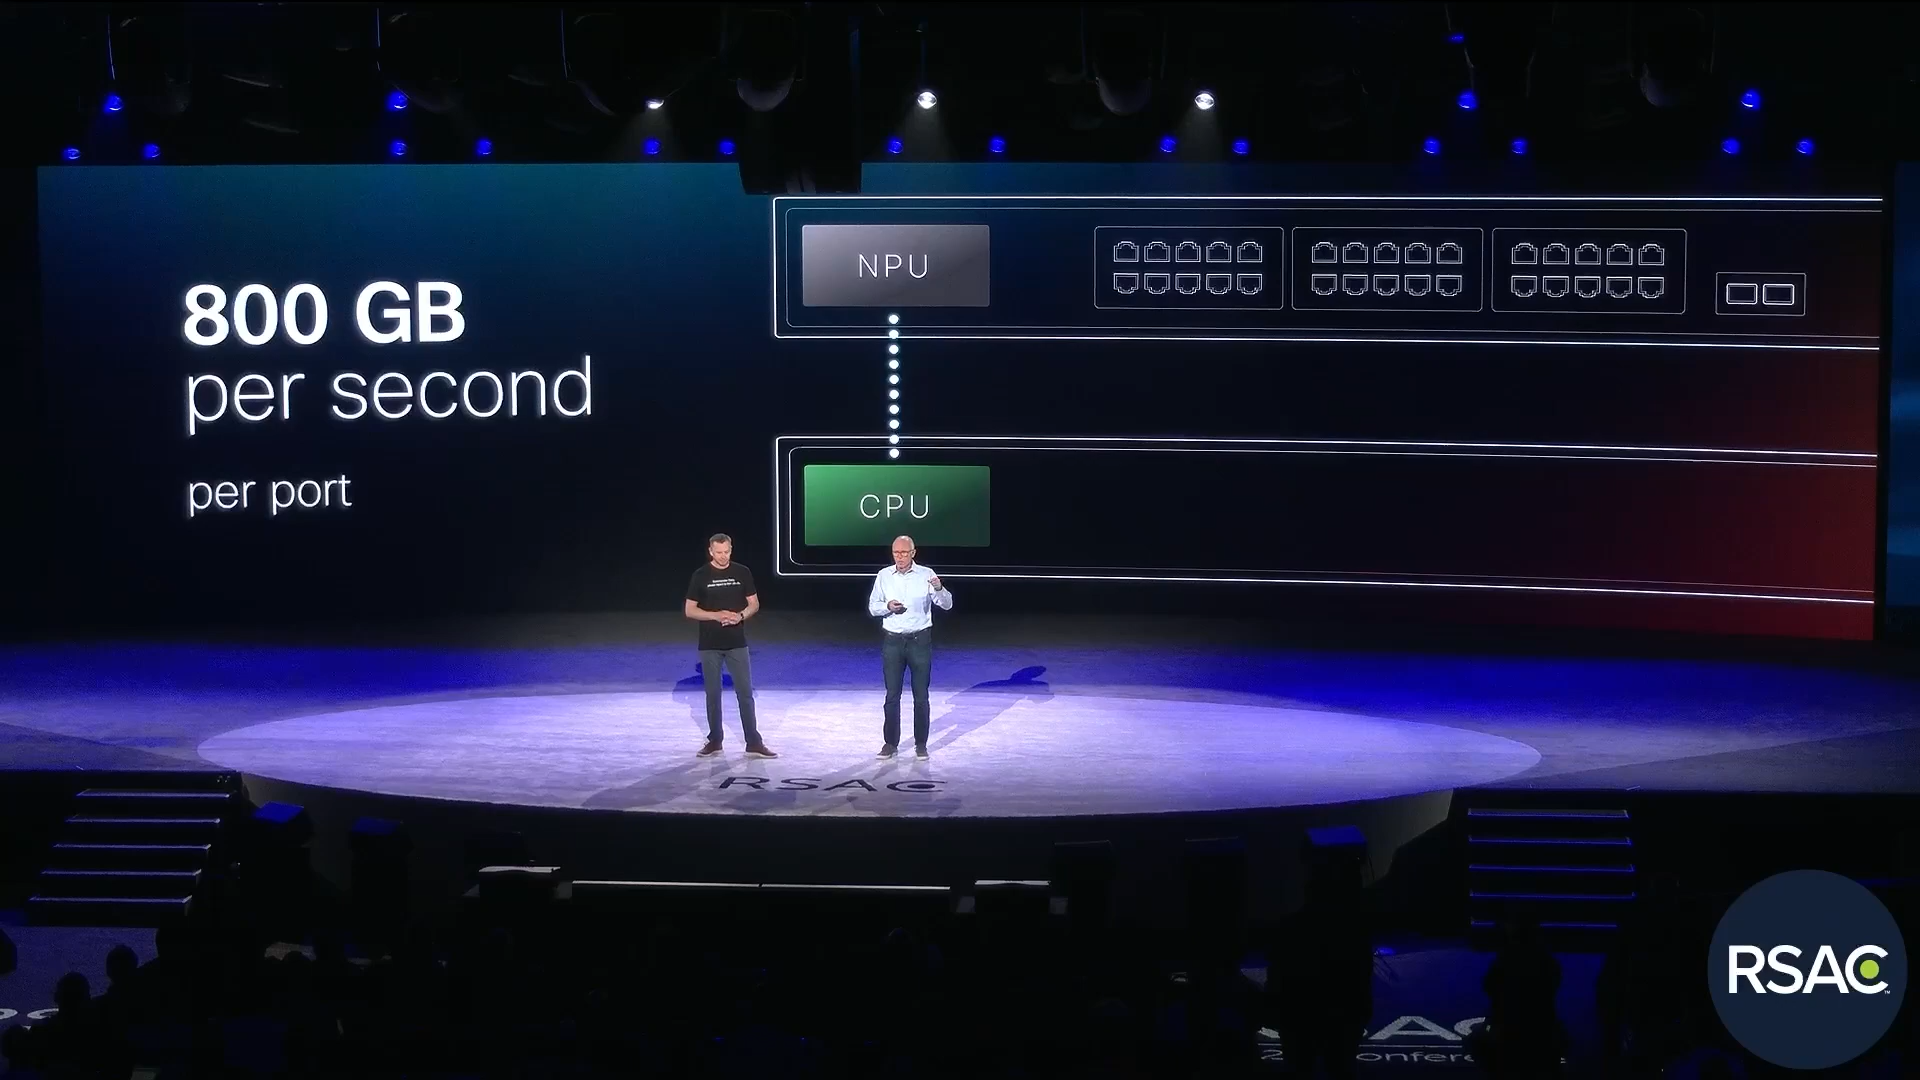 800 GB
per second
per port
NPU
CPU
RSAC
RSAC